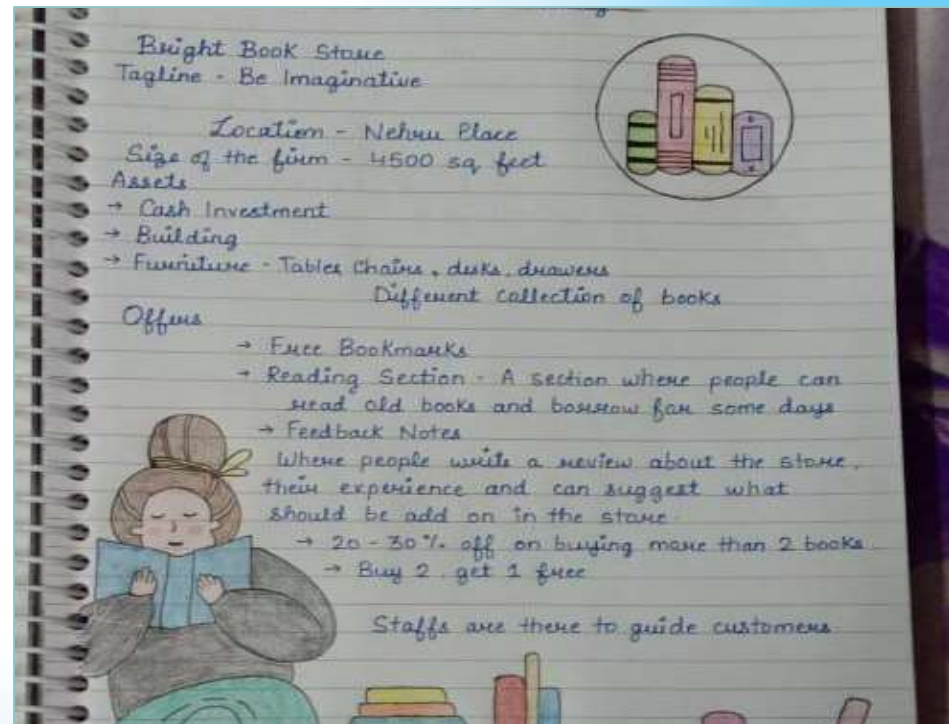 Bright Book Store
Tagline - Be Imaginative
Location - Nehru Place
Size of the firm - 4500 sq feet
Assets
→ Cash Investment
→ Building
→ Furniture - Tables Chairs, desks, drawers
Different collection of books
Offers
→ Free Bookmarks
→ Reading Section - A section where people can
read old books and borrow for some days
→ Feedback Notes
Where people write a review about the store,
their experience and can suggest what
should be add on in the store.
→ 20 - 30% off on buying more than 2 books
→ Buy 2, get 1 free
Staffs are there to guide customers.